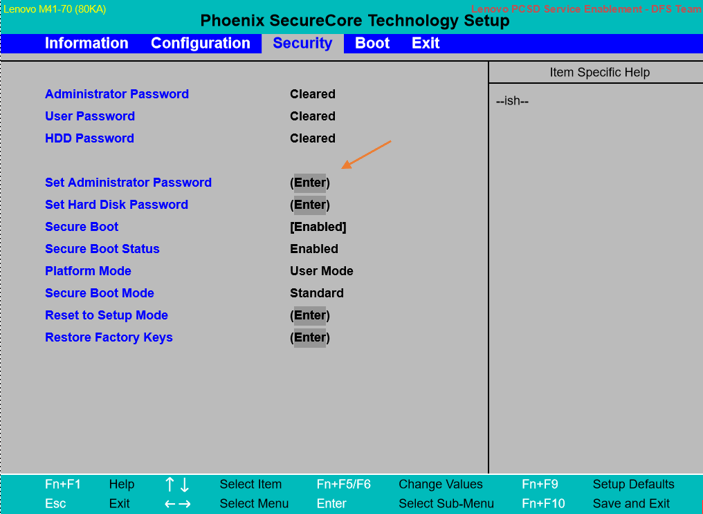 Lenovo M41-70 (80KA)
Lenovo PCSD Service Enablement - DFS Team
Phoenix SecureCore Technology Setup
Information Configuration Security Boot Exit
Item Specific Help
--ish--
Administrator Password Cleared
User Password Cleared
HDD Password Cleared
Set Administrator Password (Enter)
Set Hard Disk Password (Enter)
Secure Boot [Enabled]
Secure Boot Status Enabled
Platform Mode User Mode
Secure Boot Mode Standard
Reset to Setup Mode (Enter)
Restore Factory Keys (Enter)
Fn+F1 Help ↑↓ Select Item Fn+F5/F6 Change Values Fn+F9 Setup Defaults
Esc Exit ←→ Select Menu Enter Select Sub-Menu Fn+F10 Save and Exit